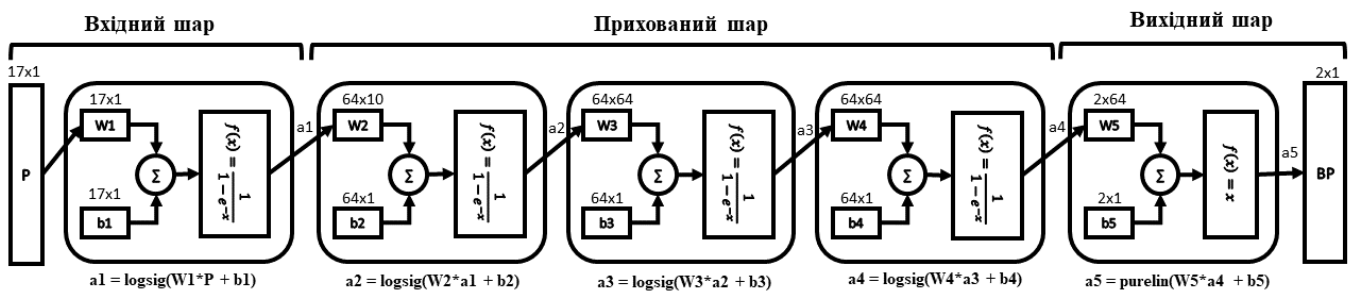 Вхідний шар
Прихований шар
Вихідний шар
17x1
P
17x1
W1
17x1
b1
Σ
f(x) = 1 / 1 − e^-x
a1
64x10
W2
64x1
b2
Σ
f(x) = 1 / 1 − e^-x
a2
64x64
W3
64x1
b3
Σ
f(x) = 1 / 1 − e^-x
a3
64x64
W4
64x1
b4
Σ
f(x) = 1 / 1 − e^-x
a4
2x64
W5
2x1
b5
Σ
f(x) = x
a5
2x1
BP
a1 = logsig(W1*P + b1)
a2 = logsig(W2*a1 + b2)
a3 = logsig(W3*a2 + b3)
a4 = logsig(W4*a3 + b4)
a5 = purelin(W5*a4 + b5)